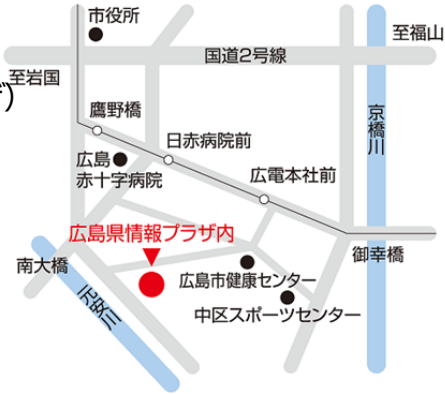 市役所
至福山
国道2号線
至岩国
ザ)
鷹野橋
京橋川
日赤病院前
広島
赤十字病院
広電本社前
広島県情報プラザ内
御幸橋
南大橋
広島市健康センター
元安川
中区スポーツセンター